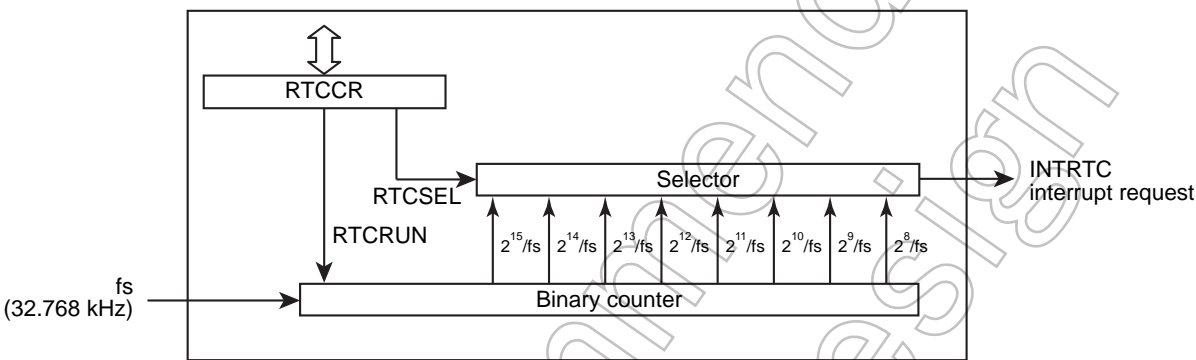 RTCCR
RTCSEL
RTCRUN
Selector
INTRTC
interrupt request
2^15/fs 2^14/fs 2^13/fs 2^12/fs 2^11/fs 2^10/fs 2^9/fs 2^8/fs
fs
(32.768 kHz)
Binary counter